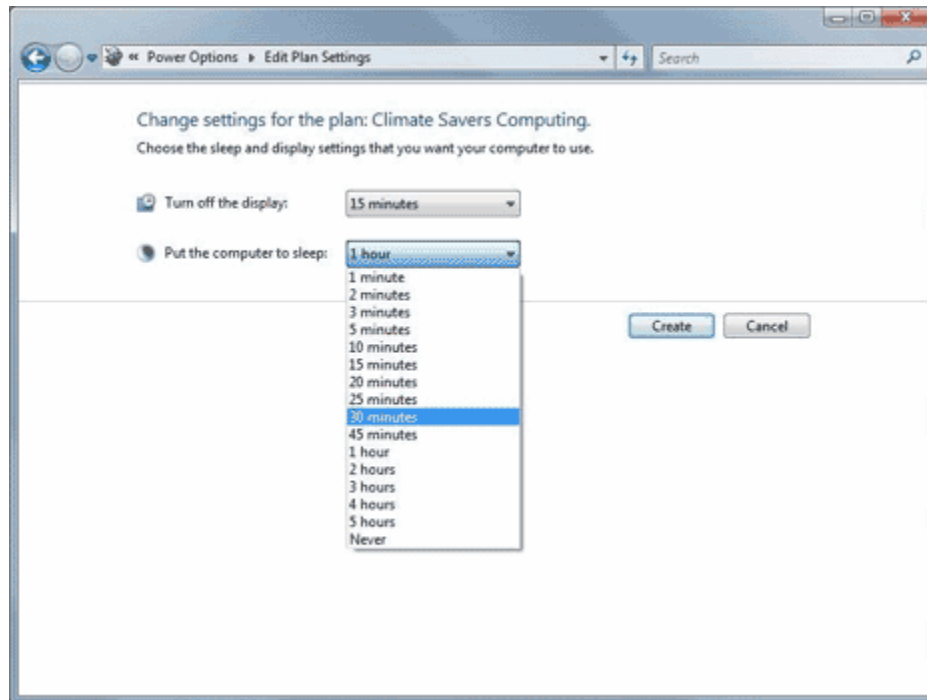 « Power Options ▸ Edit Plan Settings
Search
Change settings for the plan: Climate Savers Computing.
Choose the sleep and display settings that you want your computer to use.
Turn off the display: 15 minutes
Put the computer to sleep: 1 hour
1 minute
2 minutes
3 minutes
5 minutes
10 minutes
15 minutes
20 minutes
25 minutes
30 minutes
45 minutes
1 hour
2 hours
3 hours
4 hours
5 hours
Never
Create Cancel